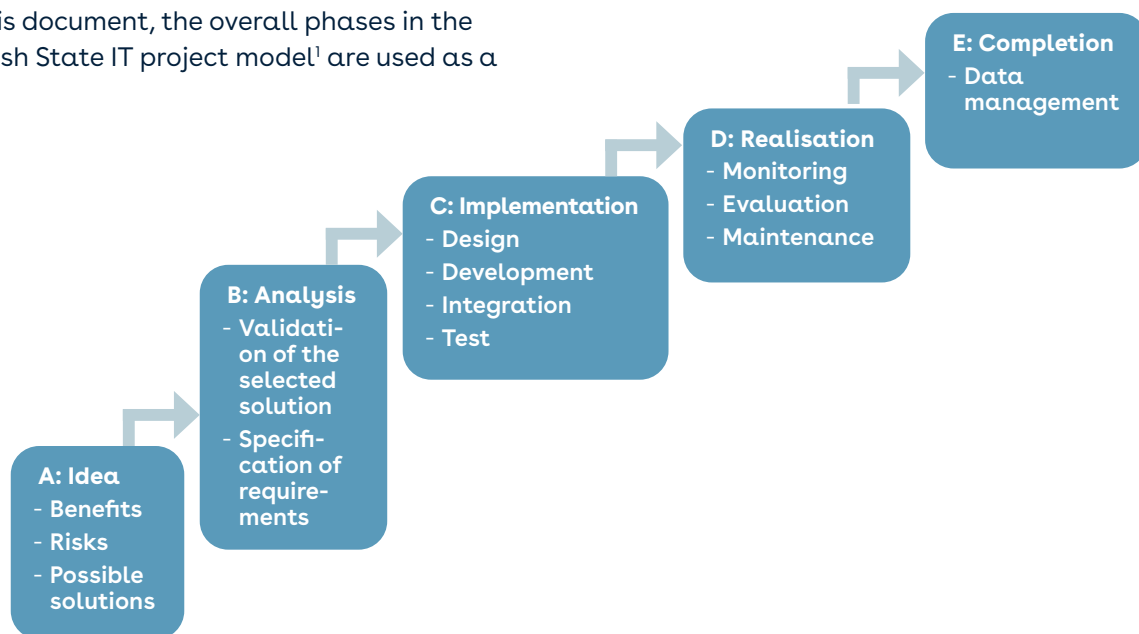 is document, the overall phases in the
sh State IT project model¹ are used as a
E: Completion
- Data
management
D: Realisation
- Monitoring
- Evaluation
- Maintenance
C: Implementation
- Design
- Development
- Integration
- Test
B: Analysis
- Validati-
on of the
selected
solution
- Specifi-
cation of
require-
ments
A: Idea
- Benefits
- Risks
- Possible
solutions